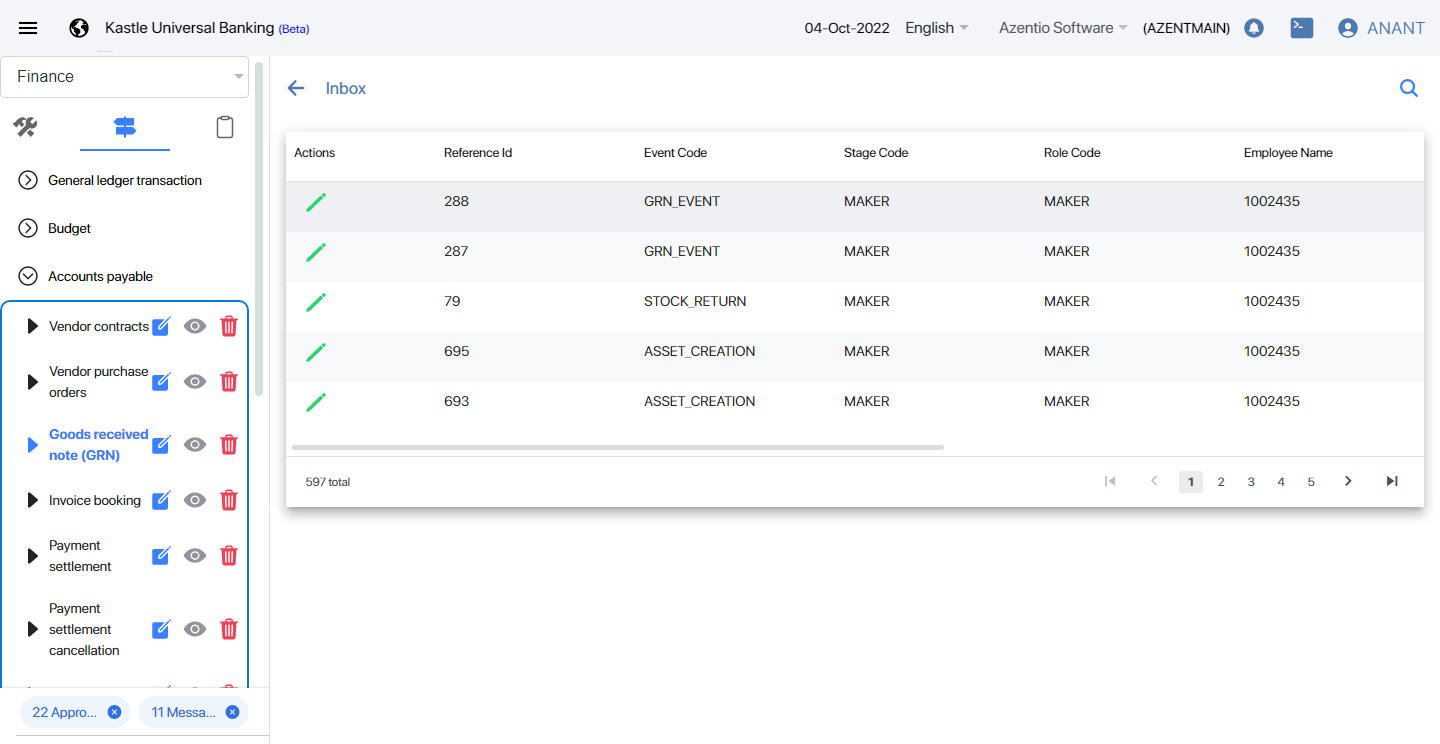 Kastle Universal Banking (Beta)
04-Oct-2022 English Azentio Software (AZENTMAIN) ANANT
Finance
General ledger transaction
Budget
Accounts payable
Vendor contracts
Vendor purchase
orders
Goods received
note (GRN)
Invoice booking
Payment
settlement
Payment
settlement
cancellation
22 Appro... 11 Messa...
Inbox
Actions Reference Id Event Code Stage Code Role Code Employee Name
288 GRN_EVENT MAKER MAKER 1002435
287 GRN_EVENT MAKER MAKER 1002435
79 STOCK_RETURN MAKER MAKER 1002435
695 ASSET_CREATION MAKER MAKER 1002435
693 ASSET_CREATION MAKER MAKER 1002435
597 total 1 2 3 4 5